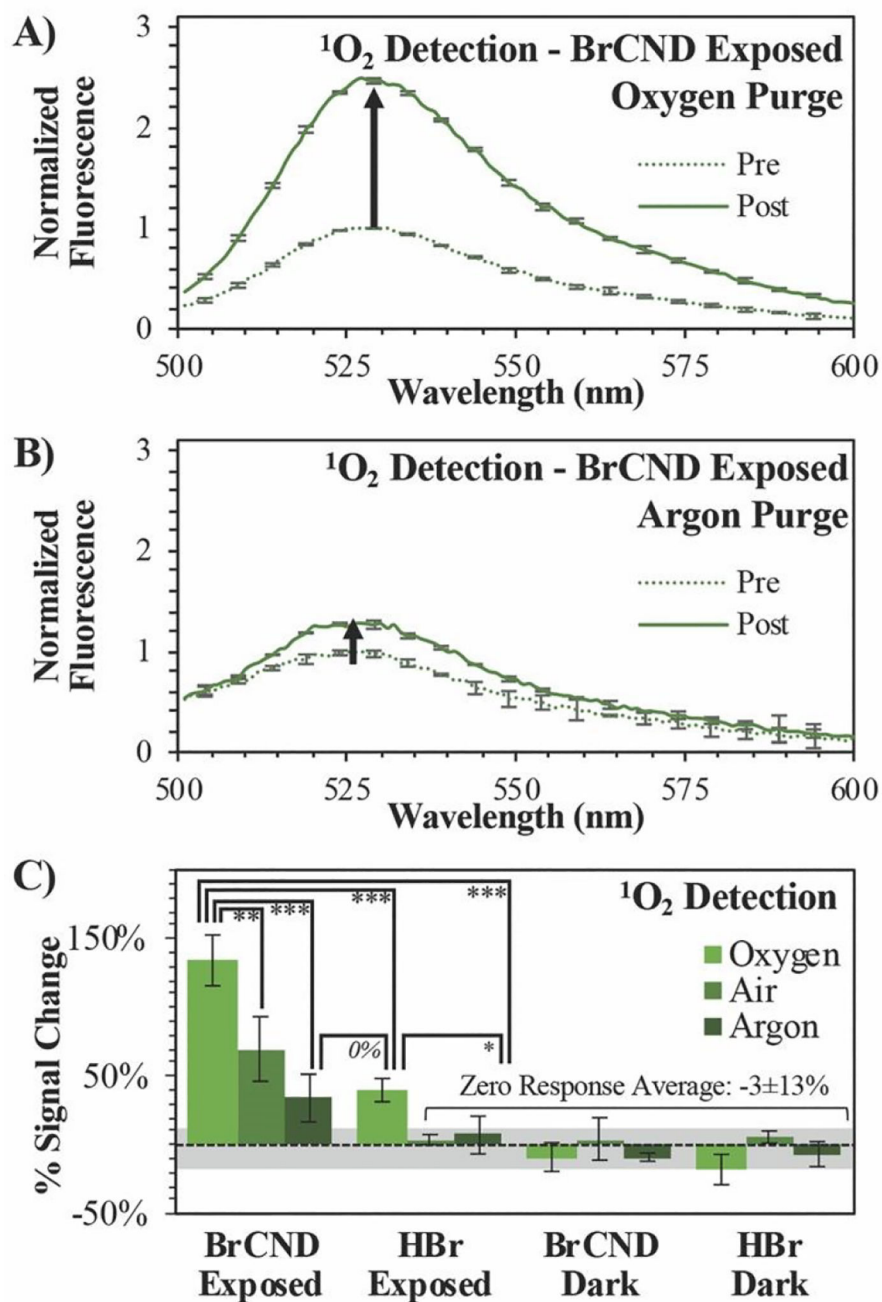 A)
¹O₂ Detection - BrCND Exposed
Oxygen Purge
Pre
Post
Normalized
Fluorescence
3
2
1
0
500 525 550 575 600
Wavelength (nm)
B)
¹O₂ Detection - BrCND Exposed
Argon Purge
Pre
Post
Normalized
Fluorescence
3
2
1
0
500 525 550 575 600
Wavelength (nm)
C)
¹O₂ Detection
Oxygen
Air
Argon
% Signal Change
150%
50%
-50%
** *** *** ***
0% *
Zero Response Average: -3±13%
BrCND HBr BrCND HBr
Exposed Exposed Dark Dark